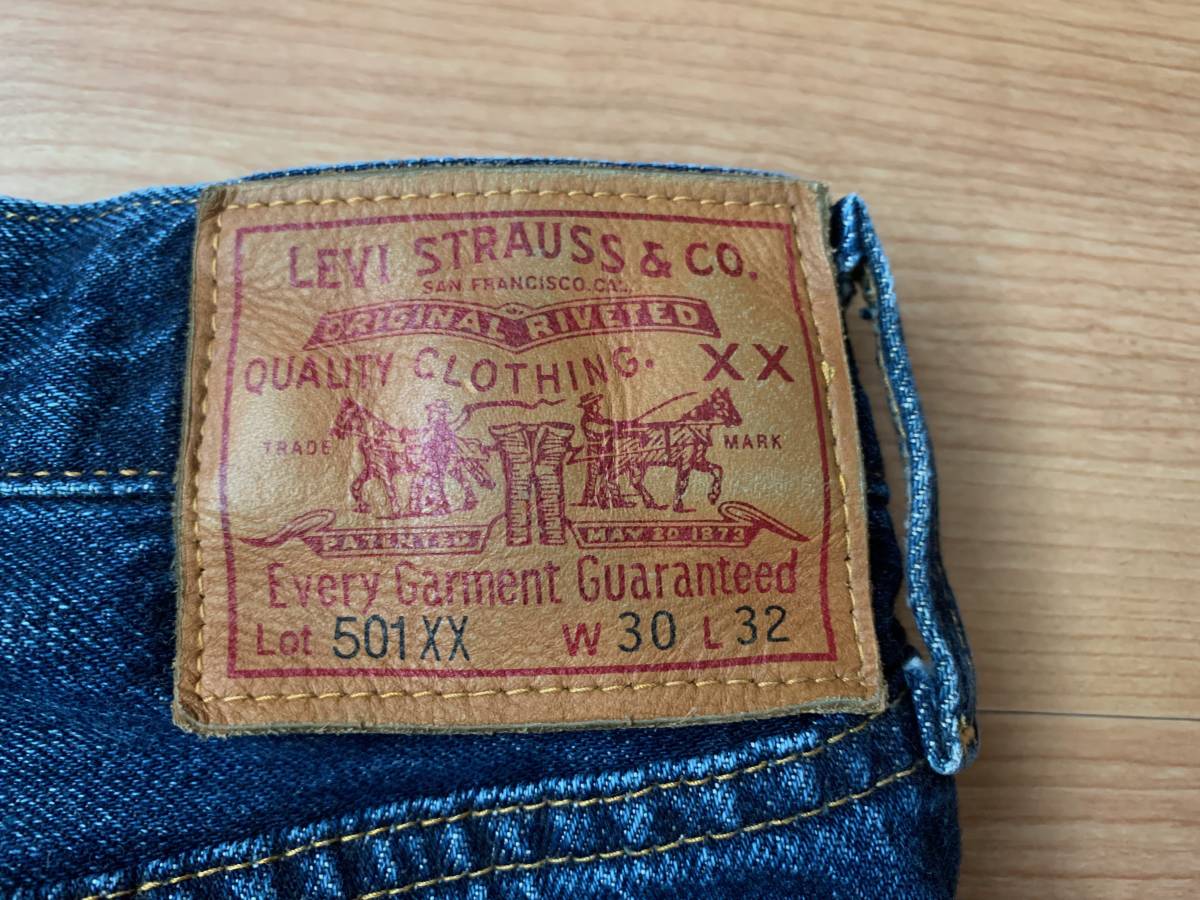 LEVI STRAUSS & CO.
SAN FRANCISCO. CAL.
ORIGINAL RIVETED
QUALITY CLOTHING. XX
TRADE MARK
PATENTED MAY 20 1873
Every Garment Guaranteed
Lot 501XX W 30 L 32